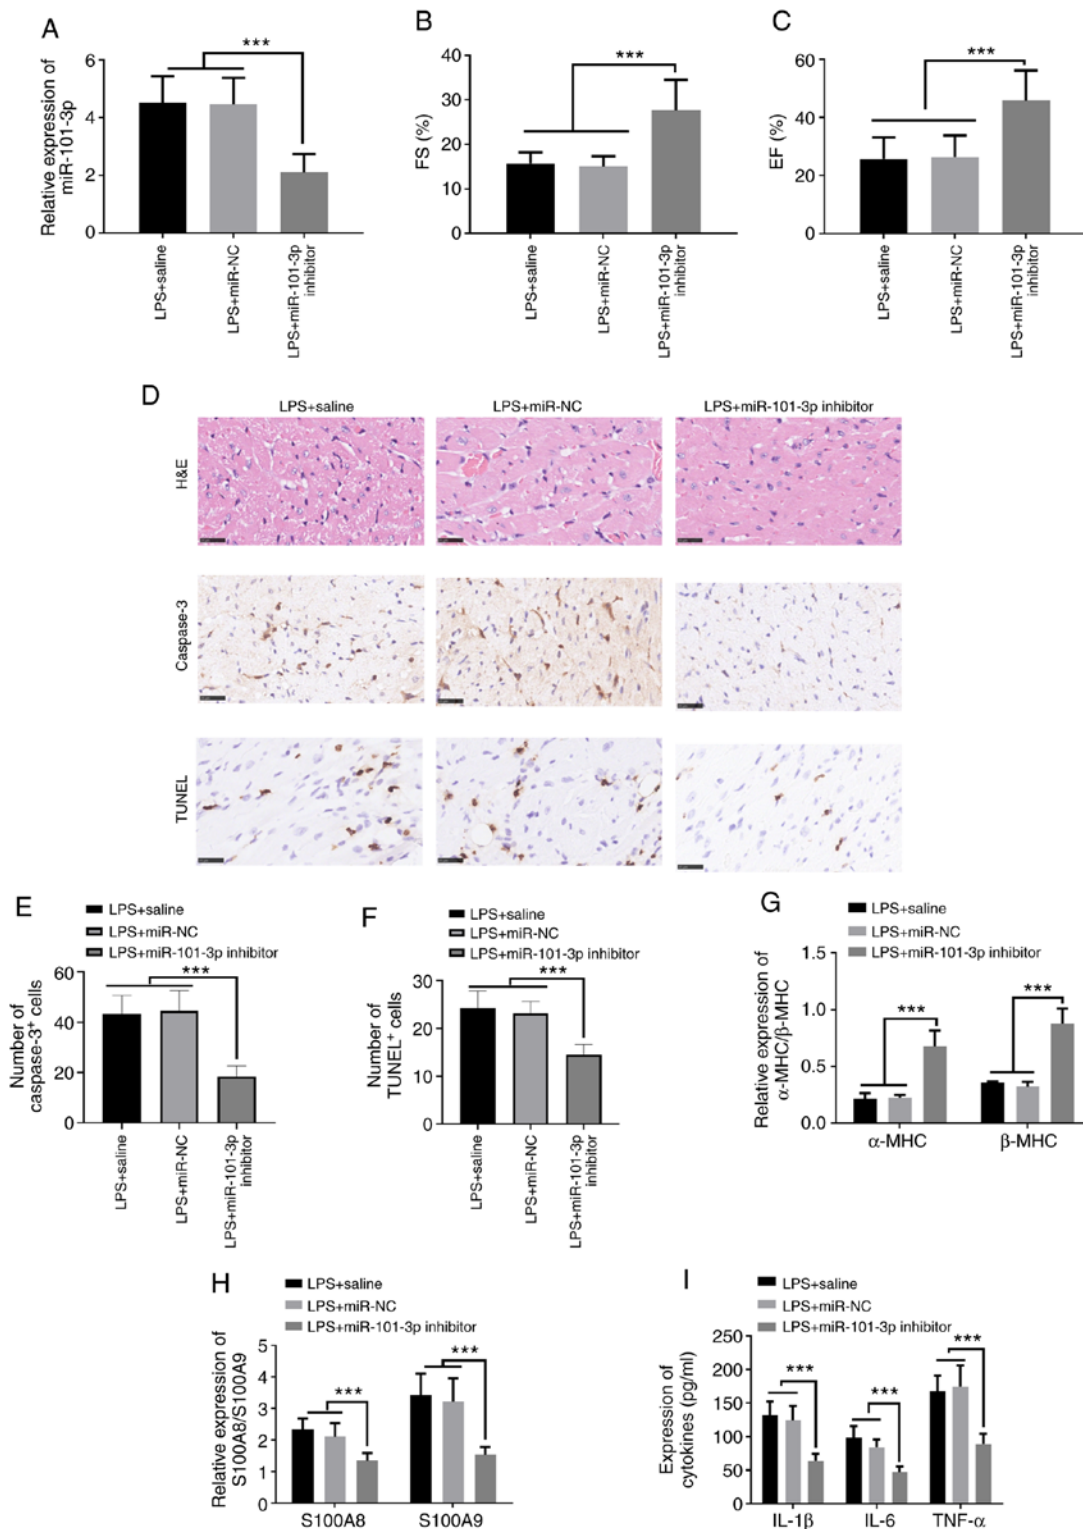 A
Relative expression of
miR-101-3p
6
4
2
0
***
LPS+saline
LPS+miR-NC
LPS+miR-101-3p
inhibitor
B
FS (%)
40
30
20
10
0
***
LPS+saline
LPS+miR-NC
LPS+miR-101-3p
inhibitor
C
EF (%)
60
40
20
0
***
LPS+saline
LPS+miR-NC
LPS+miR-101-3p
inhibitor
D
LPS+saline
LPS+miR-NC
LPS+miR-101-3p inhibitor
H&E
Caspase-3
TUNEL
E
LPS+saline
LPS+miR-NC
LPS+miR-101-3p inhibitor
Number of
caspase-3⁺ cells
60
40
20
0
***
LPS+saline
LPS+miR-NC
LPS+miR-101-3p
inhibitor
F
LPS+saline
LPS+miR-NC
LPS+miR-101-3p inhibitor
Number of
TUNEL⁺ cells
30
20
10
0
***
LPS+saline
LPS+miR-NC
LPS+miR-101-3p
inhibitor
G
LPS+saline
LPS+miR-NC
LPS+miR-101-3p inhibitor
Relative expression of
α-MHC/β-MHC
1.5
1.0
0.5
0.0
***
***
α-MHC
β-MHC
H
LPS+saline
LPS+miR-NC
LPS+miR-101-3p inhibitor
Relative expression of
S100A8/S100A9
5
4
3
2
1
0
***
***
S100A8
S100A9
I
LPS+saline
LPS+miR-NC
LPS+miR-101-3p inhibitor
Expression of
cytokines (pg/ml)
250
200
150
100
50
0
***
***
***
IL-1β
IL-6
TNF-α